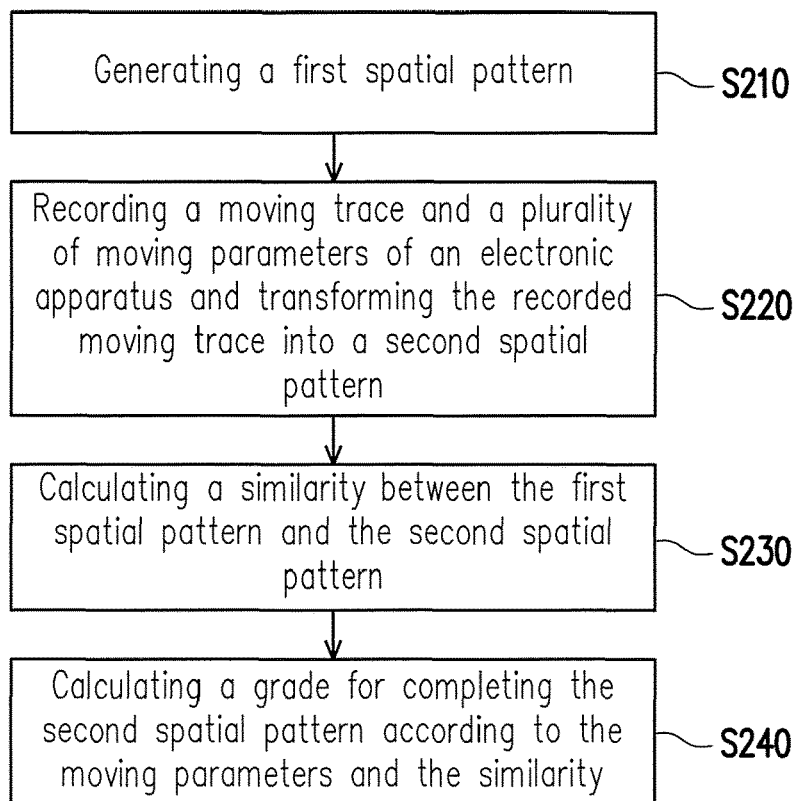 Generating a first spatial pattern
S210
Recording a moving trace and a plurality
of moving parameters of an electronic
apparatus and transforming the recorded
moving trace into a second spatial
pattern
S220
Calculating a similarity between the first
spatial pattern and the second spatial
pattern
S230
Calculating a grade for completing the
second spatial pattern according to the
moving parameters and the similarity
S240